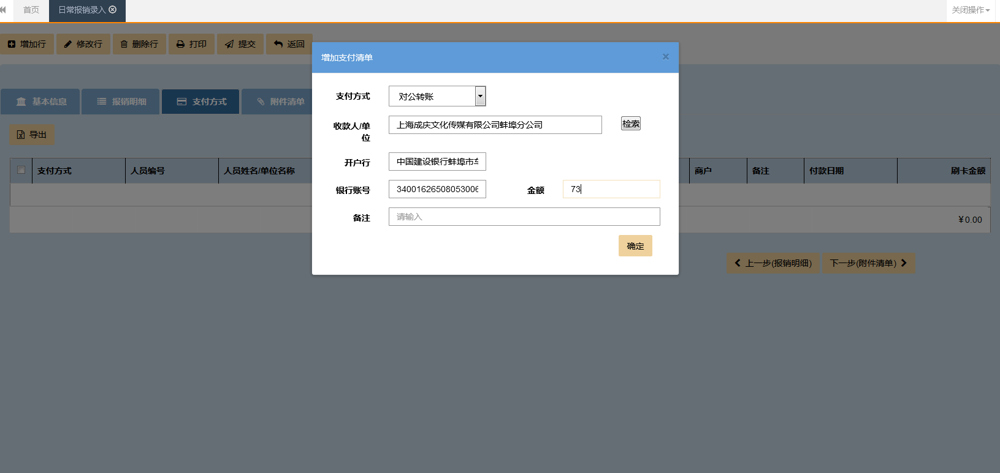 首页
日常报销录入
关闭操作
增加行
修改行
删除行
打印
提交
返回
增加支付清单
×
基本信息
报销明细
支付方式
附件清单
导出
支付方式
对公转账
收款人/单
位
上海成庆文化传媒有限公司蚌埠分公司
检索
开户行
中国建设银行蚌埠市
银行账号
34001626508053006
金额
73
备注
请输入
确定
支付方式
人员编号
人员姓名/单位名称
商户
备注
付款日期
刷卡金额
¥0.00
上一步(报销明细)
下一步(附件清单)